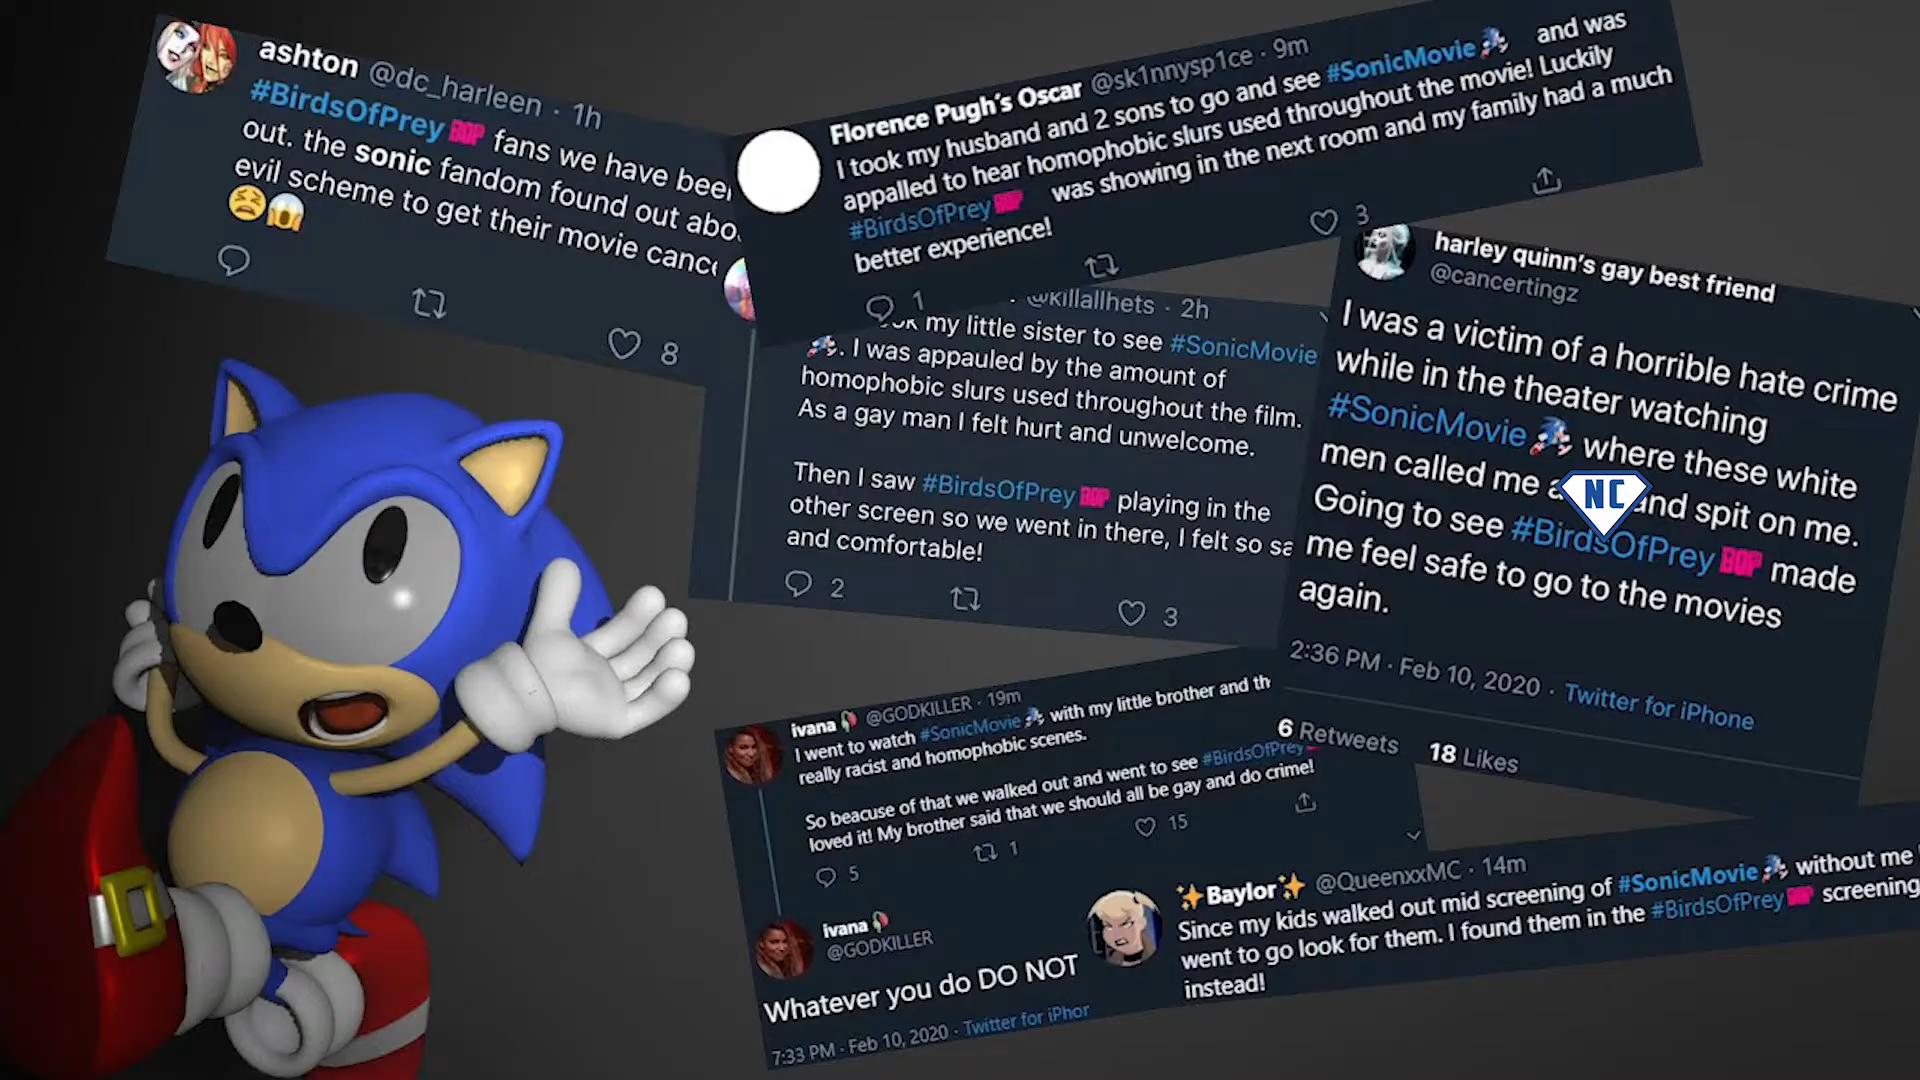 ashton @dc_harleen · 1h
#BirdsOfPrey BOP fans we have been
out. the sonic fandom found out abo
evil scheme to get their movie cance
8
Florence Pugh's Oscar @sk1nnysp1ce · 9m
I took my husband and 2 sons to go and see #SonicMovie and was
appalled to hear homophobic slurs used throughout the movie! Luckily
#BirdsOfPrey BOP was showing in the next room and my family had a much
better experience!
1
3
@killallhets · 2h
my little sister to see #SonicMovie
. I was appauled by the amount of
homophobic slurs used throughout the film.
As a gay man I felt hurt and unwelcome.
Then I saw #BirdsOfPrey BOP playing in the
other screen so we went in there, I felt so sa
and comfortable!
2
3
harley quinn's gay best friend
@cancertingz
I was a victim of a horrible hate crime
while in the theater watching
#SonicMovie where these white
men called me a and spit on me.
Going to see #BirdsOfPrey BOP made
me feel safe to go to the movies
again.
2:36 PM · Feb 10, 2020 · Twitter for iPhone
6 Retweets 18 Likes
NC
ivana @GODKILLER · 19m
I went to watch #SonicMovie with my little brother and th
really racist and homophobic scenes.
So beacuse of that we walked out and went to see #BirdsOfPrey
loved it! My brother said that we should all be gay and do crime!
5
1
15
ivana
@GODKILLER
Whatever you do DO NOT
7:33 PM · Feb 10, 2020 · Twitter for iPhor
Baylor @QueenxxMC · 14m
Since my kids walked out mid screening of #SonicMovie without me
went to go look for them. I found them in the #BirdsOfPrey BOP screening
instead!